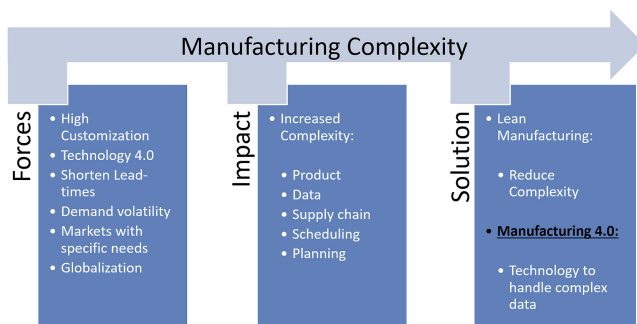 Manufacturing Complexity
Forces
• High
Customization
• Technology 4.0
• Shorten Lead-
times
• Demand volatility
• Markets with
specific needs
• Globalization
Impact
• Increased
Complexity:
• Product
• Data
• Supply chain
• Scheduling
• Planning
Solution
• Lean
Manufacturing:
• Reduce
Complexity
• Manufacturing 4.0:
• Technology to
handle complex
data